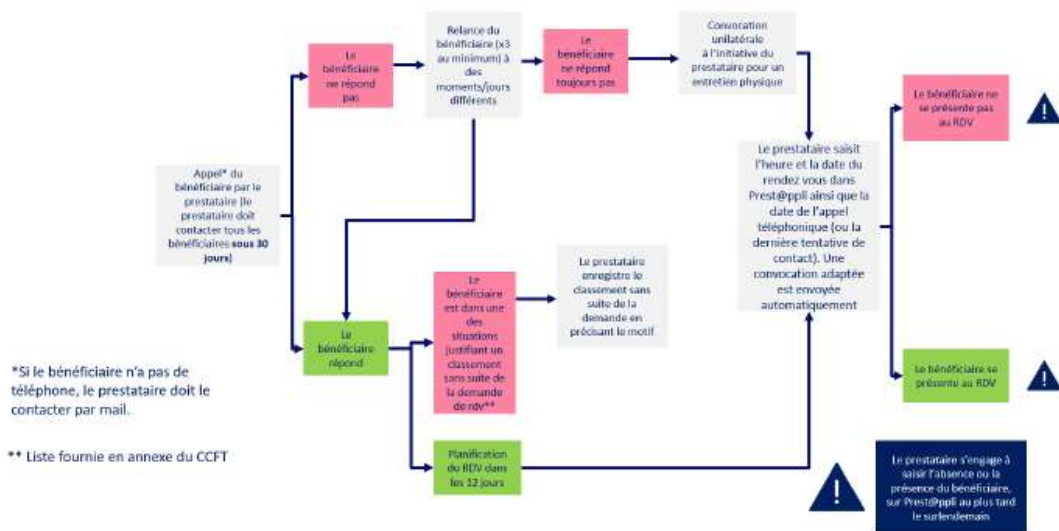 Le
bénéficiaire
ne répond
pas
Relance du
bénéficiaire (x3
au minimum) à
des
moments/jours
différents
Le
bénéficiaire
ne répond
toujours pas
Convocation
unilatérale
à l'initiative du
prestataire pour un
entretien physique
Le bénéficiaire ne
se présente pas
au RDV
!
Appel* du
bénéficiaire par le
prestataire (le
prestataire doit
contacter tous les
bénéficiaires sous 30
jours)
Le prestataire saisit
l'heure et la date du
rendez vous dans
Prest@ppli ainsi que la
date de l'appel
téléphonique (ou la
dernière tentative de
contact). Une
convocation adaptée
est envoyée
automatiquement
Le
bénéficiaire
répond
Le
bénéficiaire
est dans une
des
situations
justifiant un
classement
sans suite de
la demande
de rdv**
Le prestataire
enregistre le
classement sans
suite de la
demande en
précisant le motif
Le bénéficiaire se
présente au RDV
!
Planification
du RDV dans
les 12 jours
*Si le bénéficiaire n'a pas de
téléphone, le prestataire doit le
contacter par mail.
** Liste fournie en annexe du CCFT
!
Le prestataire s'engage à
saisir l'absence ou la
présence du bénéficiaire,
sur Prest@ppli au plus tard
le surlendemain